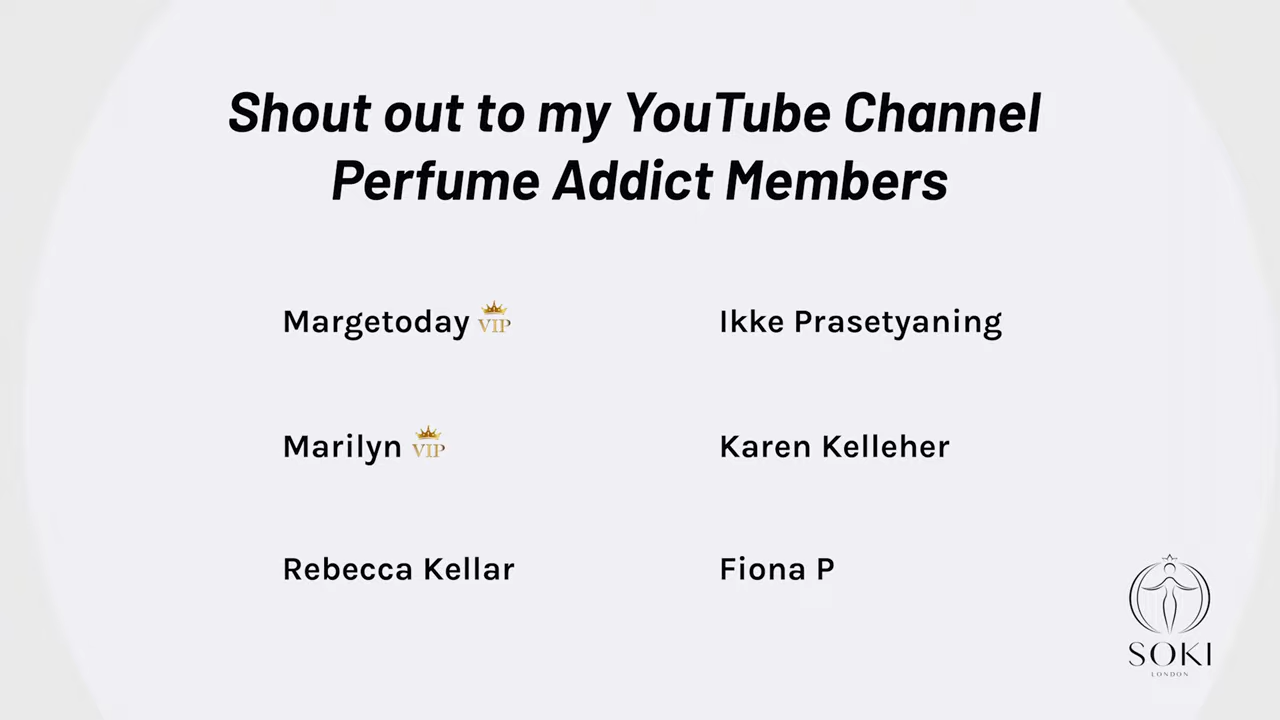 Shout out to my YouTube Channel
Perfume Addict Members
Margetoday VIP
Ikke Prasetyaning
Marilyn VIP
Karen Kelleher
Rebecca Kellar
Fiona P
SOKI
LONDON